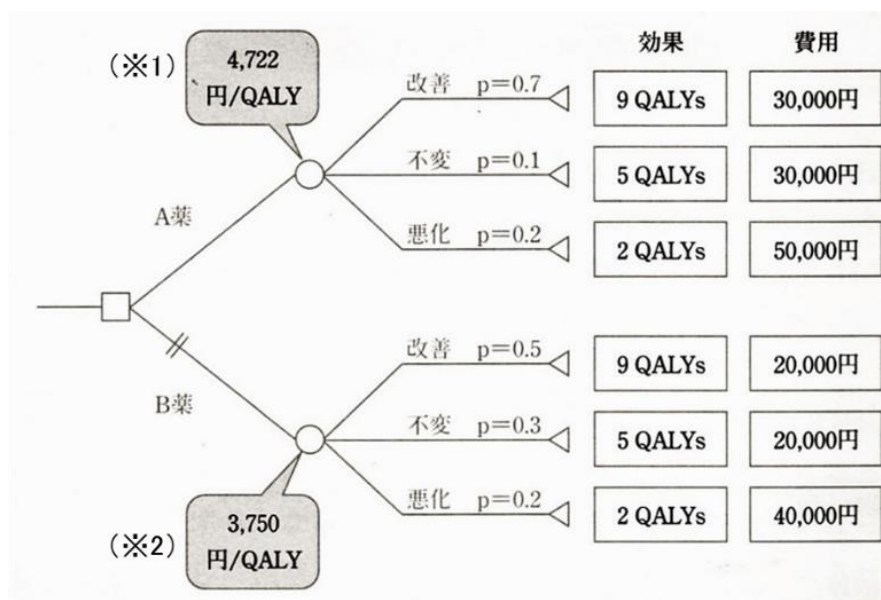 効果 費用
(※1)
4,722
円/QALY
改善 p=0.7 9 QALYs 30,000円
不変 p=0.1 5 QALYs 30,000円
A薬
悪化 p=0.2 2 QALYs 50,000円
改善 p=0.5 9 QALYs 20,000円
B薬
不変 p=0.3 5 QALYs 20,000円
悪化 p=0.2 2 QALYs 40,000円
(※2)
3,750
円/QALY